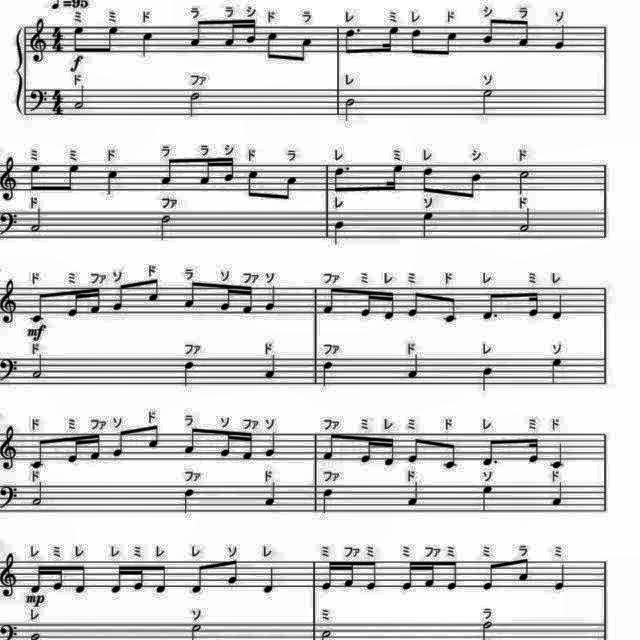 ♩=95
ミ ミ ド ラ ラ シ ド ラ レ ミ レ ド シ ラ ソ
f
ド ファ レ ソ
ミ ミ ド ラ ラ シ ド ラ レ ミ レ シ ド
ド ファ レ ソ ド
ド ミ ファ ソ ド ラ ソ ファ ソ ファ ミ レ ミ ド レ ミ レ
mf
ド ファ ド ファ ド レ ソ
ド ミ ファ ソ ド ラ ソ ファ ソ ファ ミ レ ミ ド レ ミ ド
ド ファ ド ファ ド ソ ド
レ ミ レ レ ミ レ レ ソ レ ミ ファ ミ ミ ファ ミ ミ ラ ミ
mp
レ ソ ミ ラ